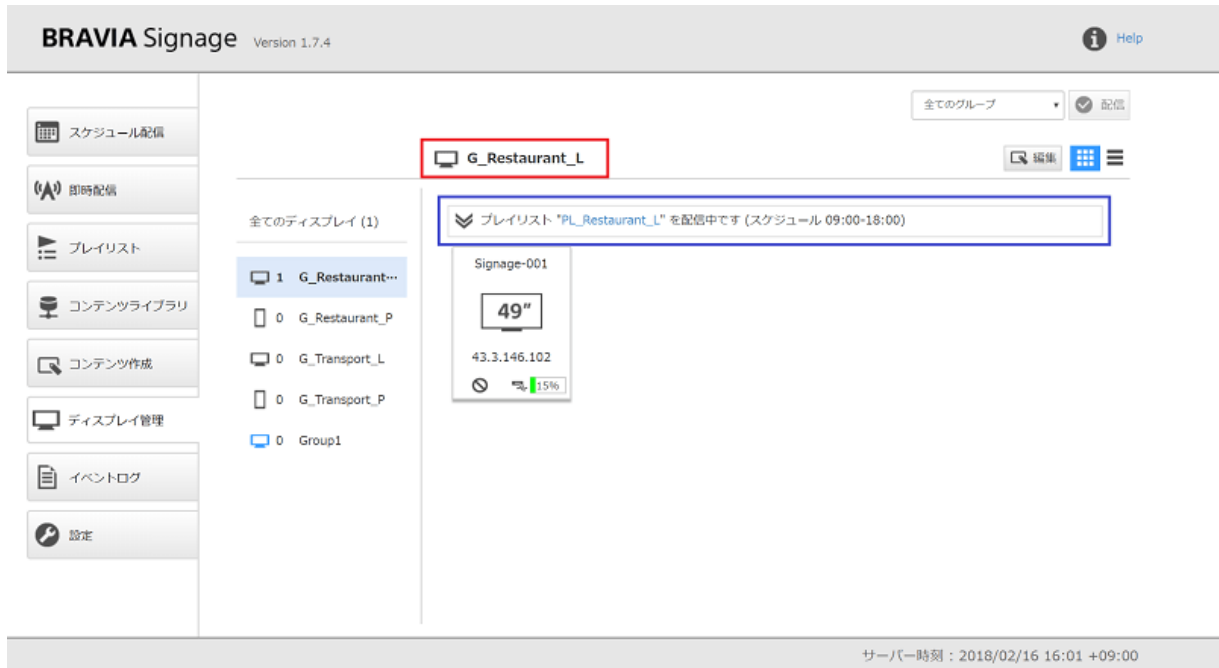 BRAVIA Signage Version 1.7.4
Help
全てのグループ
配信
スケジュール配信
即時配信
プレイリスト
コンテンツライブラリ
コンテンツ作成
ディスプレイ管理
イベントログ
設定
G_Restaurant_L
編集
全てのディスプレイ (1)
1 G_Restaurant…
0 G_Restaurant_P
0 G_Transport_L
0 G_Transport_P
0 Group1
プレイリスト "PL_Restaurant_L" を配信中です (スケジュール 09:00-18:00)
Signage-001
49"
43.3.146.102
15%
サーバー時刻 : 2018/02/16 16:01 +09:00